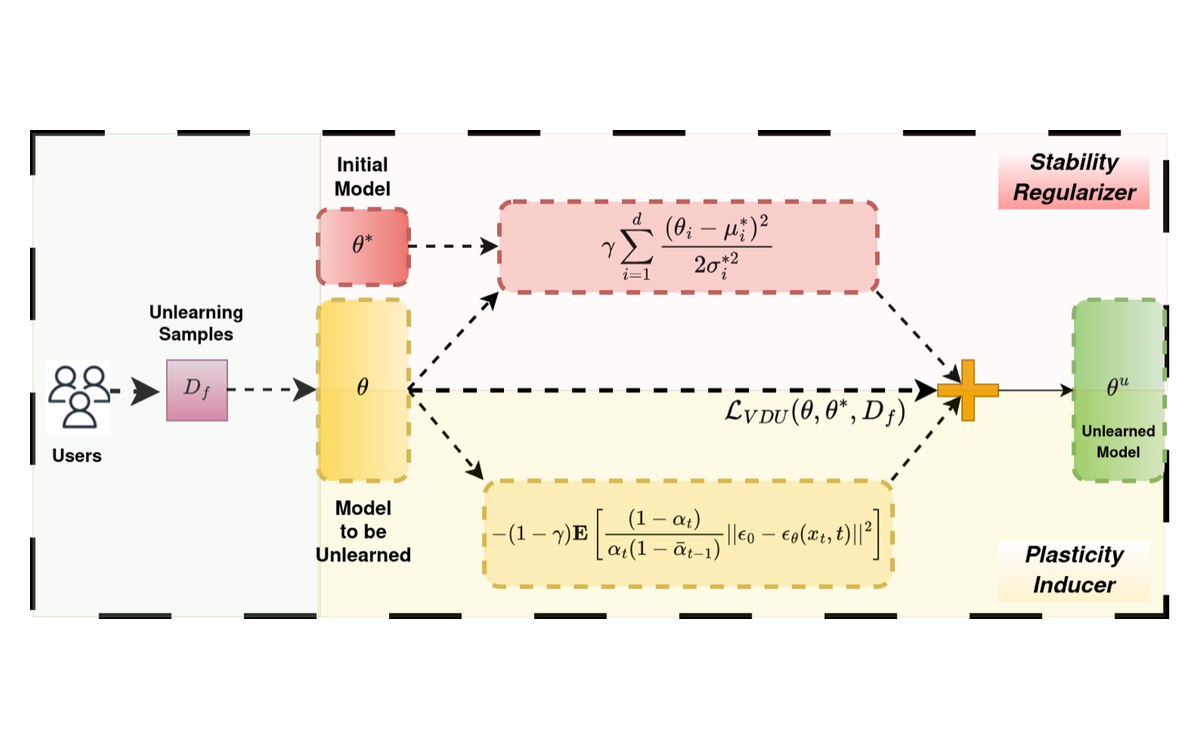 Initial
Model
θ*
Stability
Regularizer
γ∑_{i=1}^{d} (θ_i − μ_i^*)^2 / 2σ_i^{*2}
Unlearning
Samples
D_f
Users
θ
Model
to be
Unlearned
ℒ_{VDU}(θ, θ*, D_f)
θ^u
Unlearned
Model
−(1 − γ)E [ (1 − α_t) / α_t(1 − ᾱ_{t−1}) ||ϵ_0 − ϵ_θ(x_t, t)||^2 ]
Plasticity
Inducer